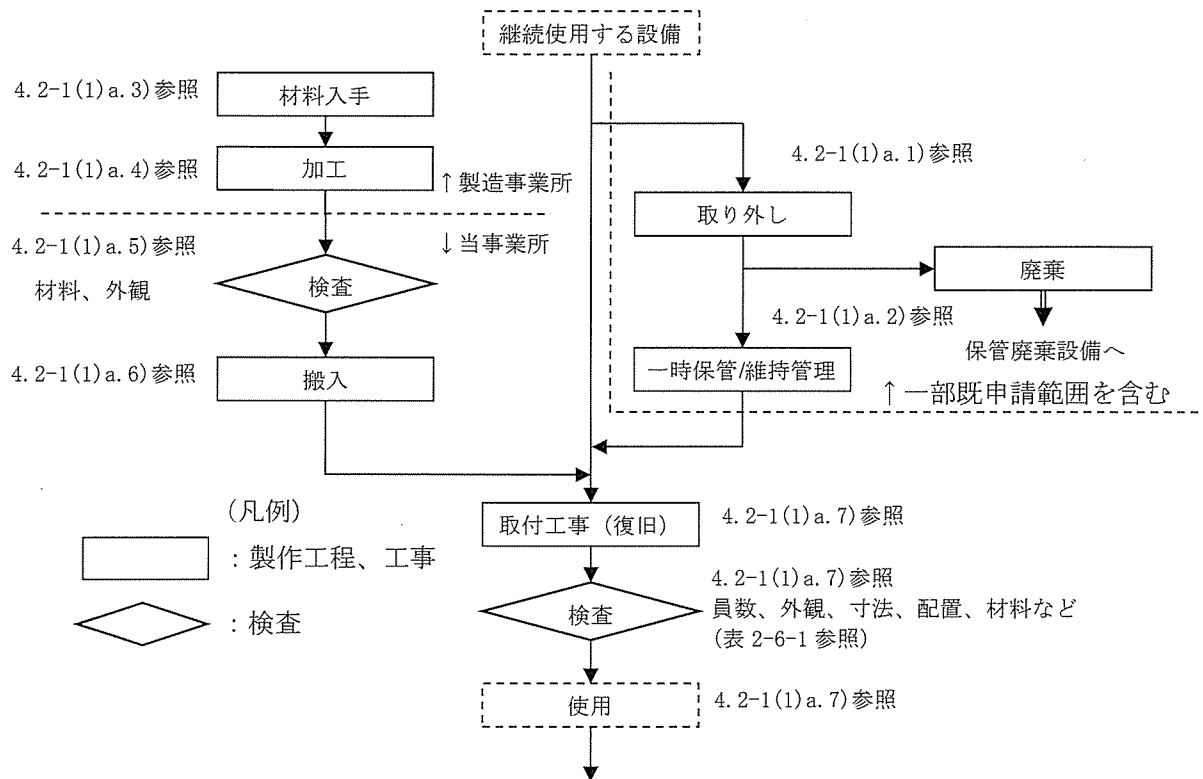 継続使用する設備
4.2-1(1)a.3)参照
材料入手
4.2-1(1)a.4)参照
加工
↑製造事業所
↓当事業所
4.2-1(1)a.5)参照
材料、外観
検査
4.2-1(1)a.6)参照
搬入
4.2-1(1)a.1)参照
取り外し
廃棄
4.2-1(1)a.2)参照
保管廃棄設備へ
一時保管/維持管理
↑一部既申請範囲を含む
取付工事（復旧）
4.2-1(1)a.7)参照
検査
4.2-1(1)a.7)参照
員数、外観、寸法、配置、材料など
(表 2-6-1 参照)
使用
4.2-1(1)a.7)参照
(凡例)
：製作工程、工事
：検査